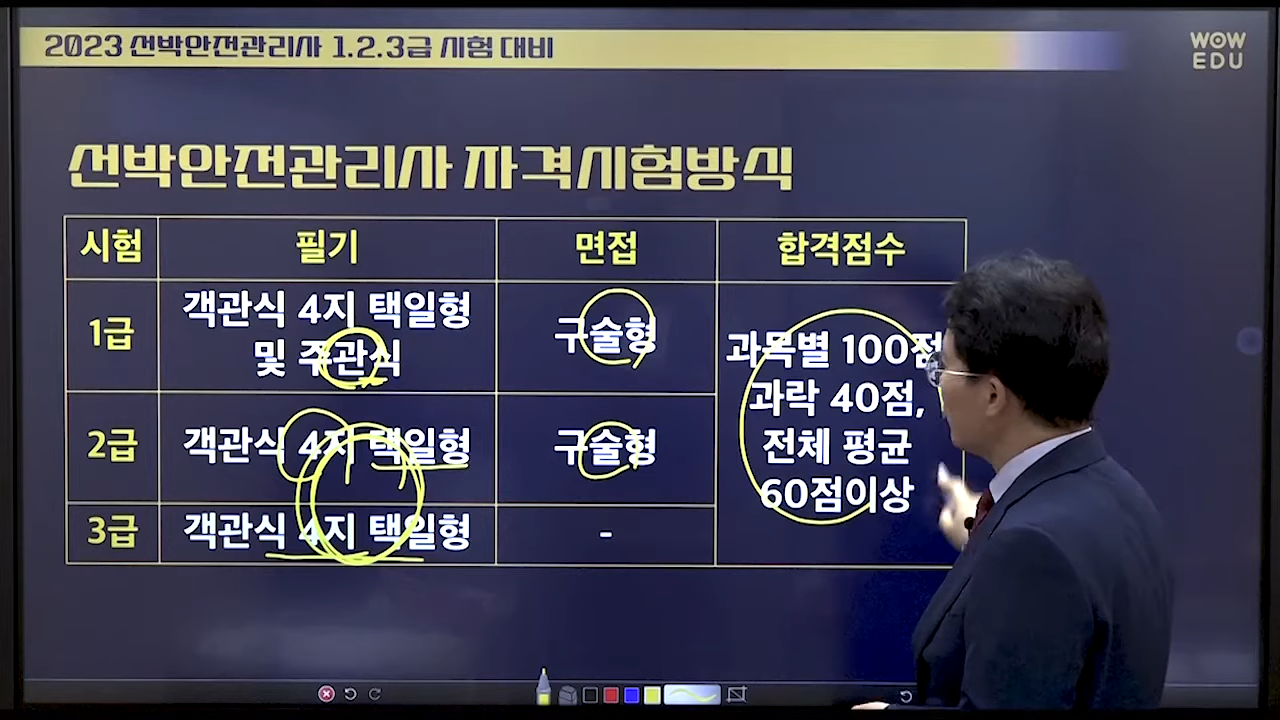 2023 선박안전관리사 1.2.3급 시험 대비
WOW
EDU
선박안전관리사 자격시험방식
시험 필기 면접 합격점수
1급
객관식 4지 택일형
및 주관식
구술형
과목별 100점
과락 40점,
전체 평균
60점이상
2급 객관식 4지 택일형 구술형
3급 객관식 4지 택일형 -